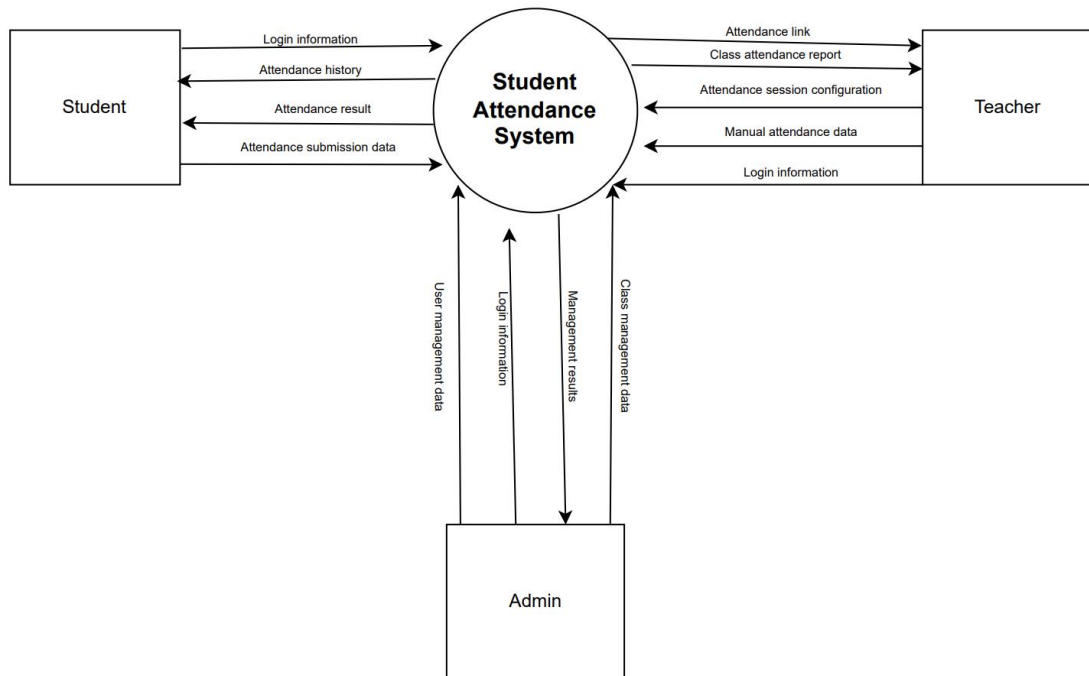 Student
Login information
Attendance history
Attendance result
Attendance submission data
Student
Attendance
System
Attendance link
Class attendance report
Attendance session configuration
Manual attendance data
Login information
Teacher
User management data
Login information
Management results
Class management data
Admin